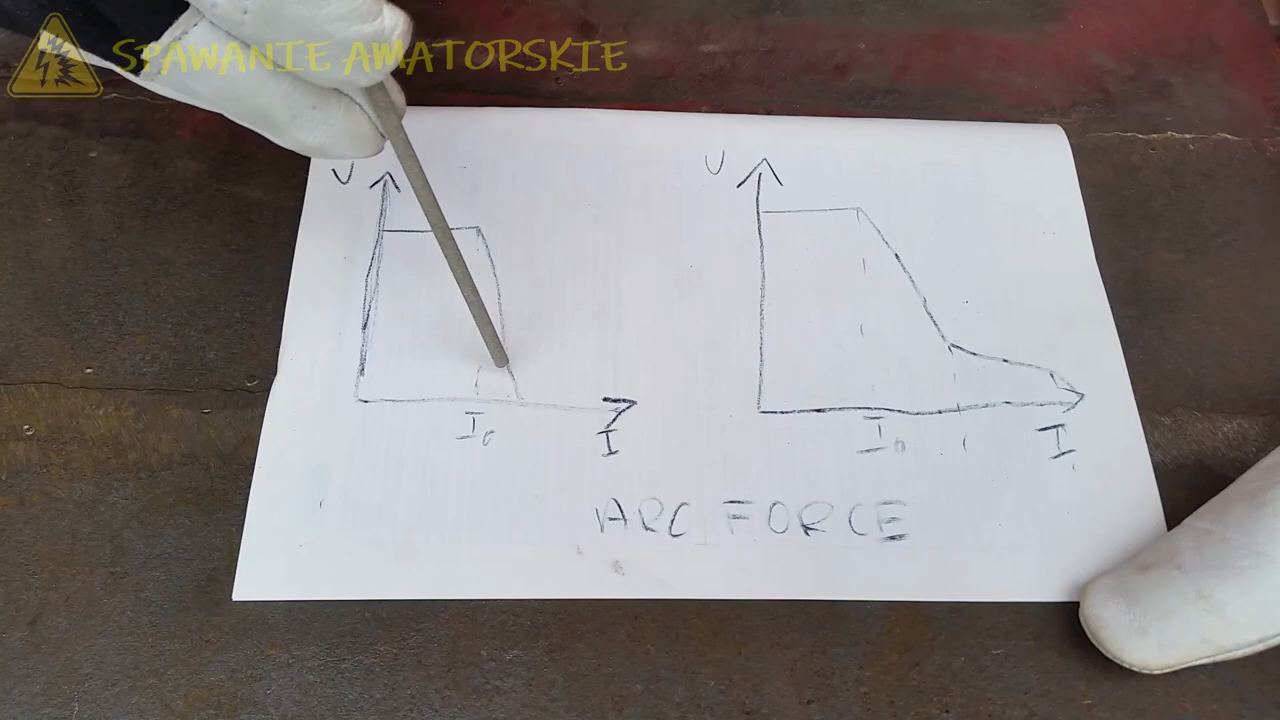 SPAWANIE AMATORSKIE
U
U
I₀
I
I₀
I
ARC FORCE